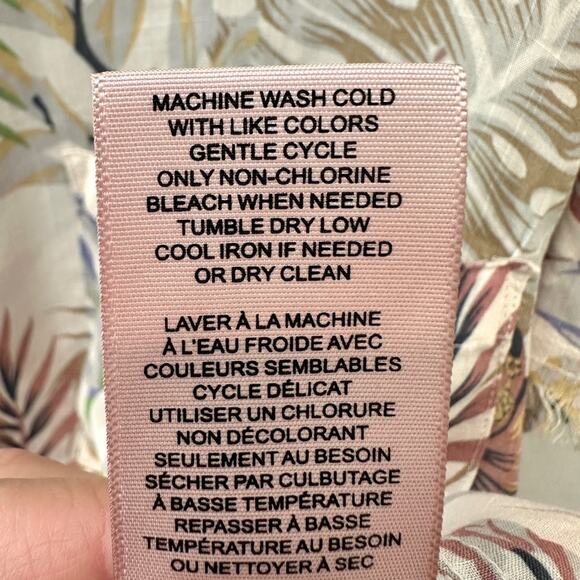 MACHINE WASH COLD
WITH LIKE COLORS
GENTLE CYCLE
ONLY NON-CHLORINE
BLEACH WHEN NEEDED
TUMBLE DRY LOW
COOL IRON IF NEEDED
OR DRY CLEAN
LAVER À LA MACHINE
À L'EAU FROIDE AVEC
COULEURS SEMBLABLES
CYCLE DÉLICAT
UTILISER UN CHLORURE
NON DÉCOLORANT
SEULEMENT AU BESOIN
SÉCHER PAR CULBUTAGE
À BASSE TEMPÉRATURE
REPASSER À BASSE
TEMPÉRATURE AU BESOIN
OU NETTOYER À SEC